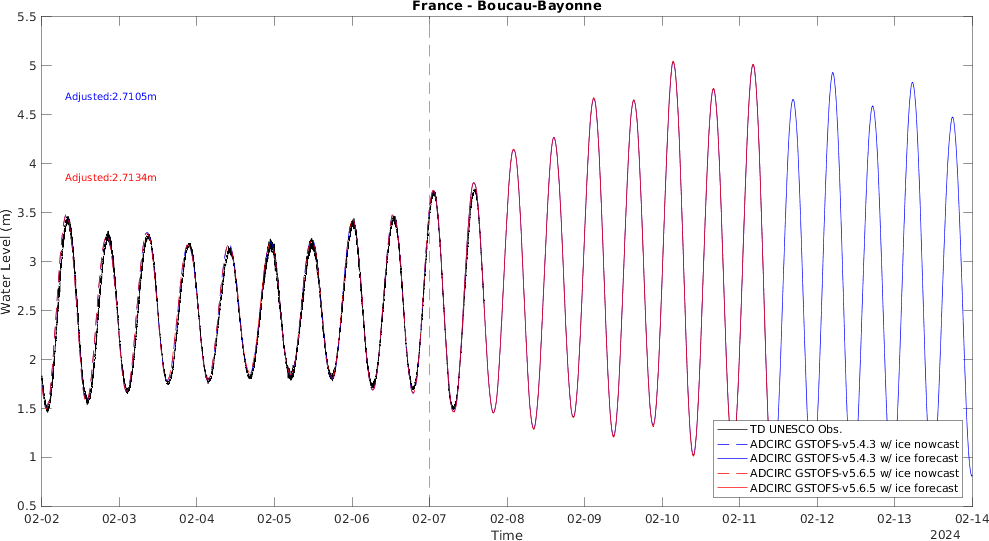 France - Boucau-Bayonne
5.5
5
4.5
4
3.5
3
2.5
2
1.5
1
0.5
Water Level (m)
Adjusted:2.7105m
Adjusted:2.7134m
TD UNESCO Obs.
ADCIRC GSTOFS-v5.4.3 w/ ice nowcast
ADCIRC GSTOFS-v5.4.3 w/ ice forecast
ADCIRC GSTOFS-v5.6.5 w/ ice nowcast
ADCIRC GSTOFS-v5.6.5 w/ ice forecast
02-02 02-03 02-04 02-05 02-06 02-07 02-08 02-09 02-10 02-11 02-12 02-13 02-14
Time
2024